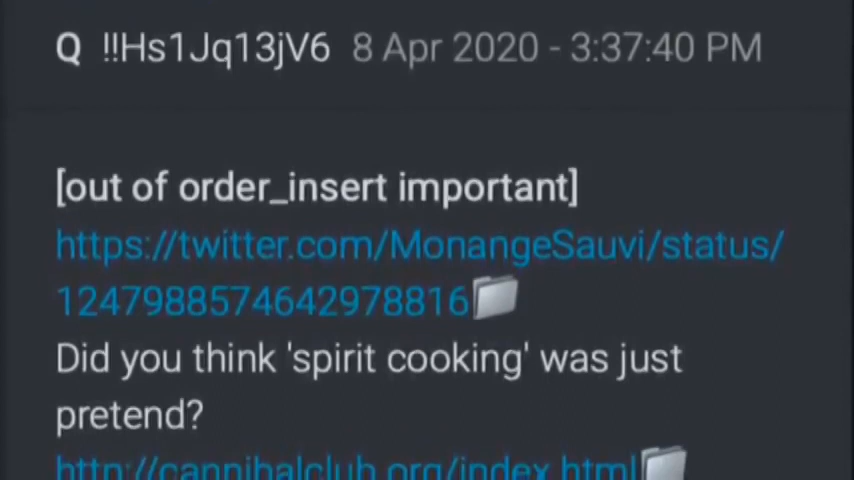 Q !!Hs1Jq13jV6 8 Apr 2020 - 3:37:40 PM
[out of order_insert important]
https://twitter.com/MonangeSauvi/status/
1247988574642978816
Did you think 'spirit cooking' was just
pretend?
http://cannibalclub.org/index.html